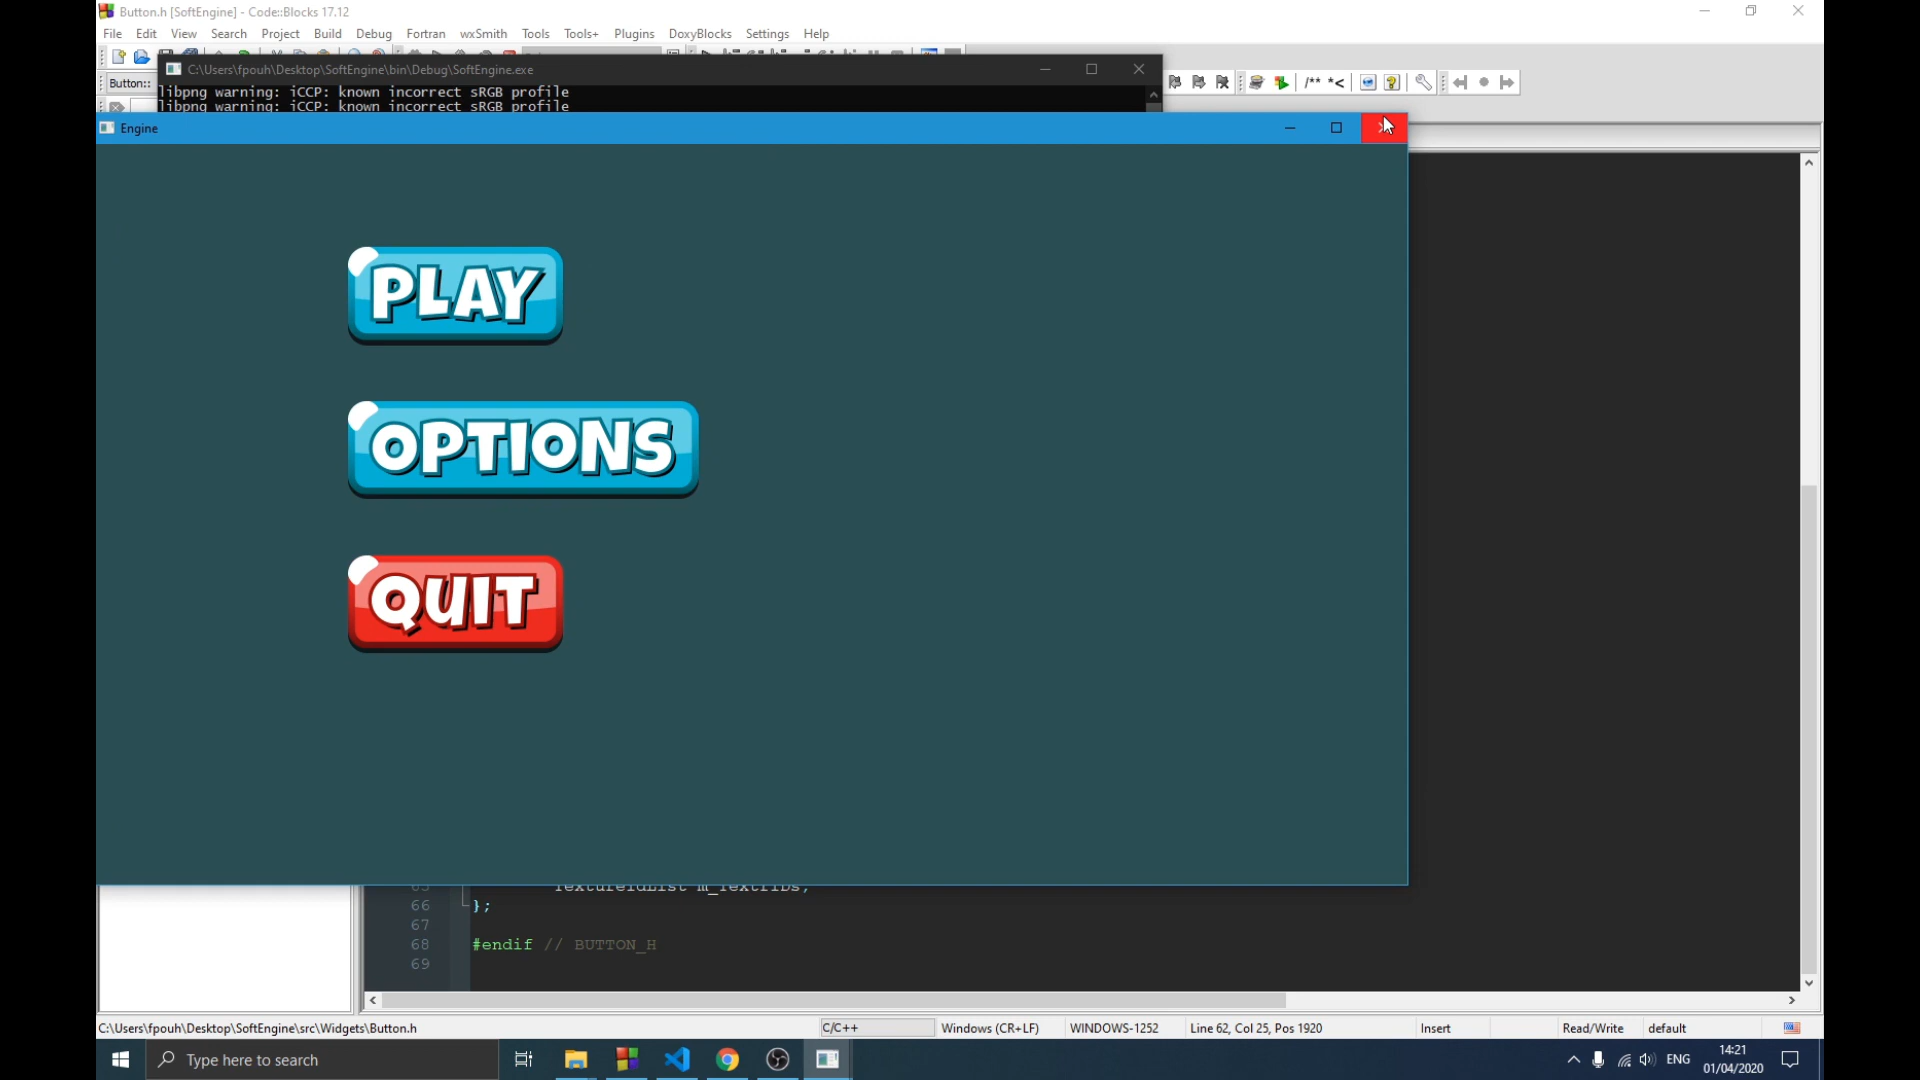 Button.h [SoftEngine] - Code::Blocks 17.12
File Edit View Search Project Build Debug Fortran wxSmith Tools Tools+ Plugins DoxyBlocks Settings Help
C:\Users\fpouh\Desktop\SoftEngine\bin\Debug\SoftEngine.exe
Button:: /** *<
libpng warning: iCCP: known incorrect sRGB profile
libpng warning: iCCP: known incorrect sRGB profile
Engine
PLAY
OPTIONS
QUIT
66 };
67
68 #endif // BUTTON_H
69
C:\Users\fpouh\Desktop\SoftEngine\src\Widgets\Button.h C/C++ Windows (CR+LF) WINDOWS-1252 Line 62, Col 25, Pos 1920 Insert Read/Write default
Type here to search ENG 14:21
01/04/2020